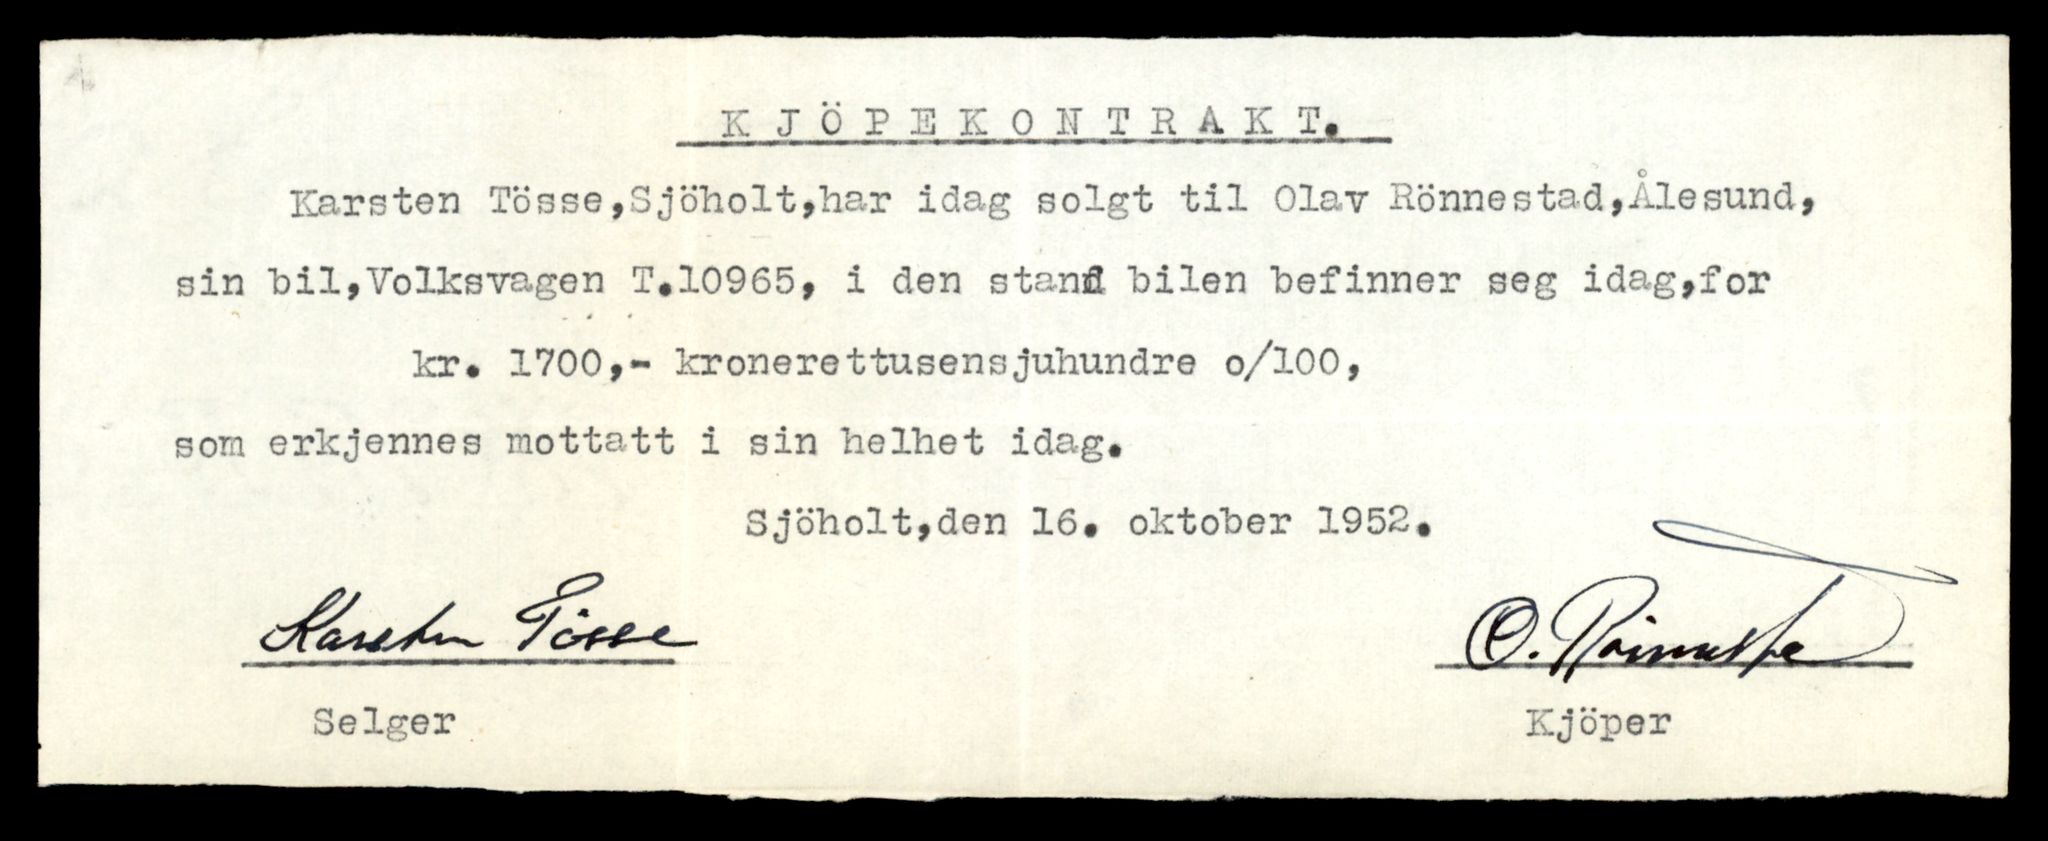 KJÖPEKONTRAKT.
Karsten Tösse,Sjöholt,har idag solgt til Olav Rönnestad,Ålesund,
sin bil,Volksvagen T.10965, i den stand bilen befinner seg idag,for
kr. 1700,- kronerettusensjuhundre o/100,
som erkjennes mottatt i sin helhet idag.
Sjöholt,den 16. oktober 1952.
Karsten Tösse
O.
Selger
Kjöper